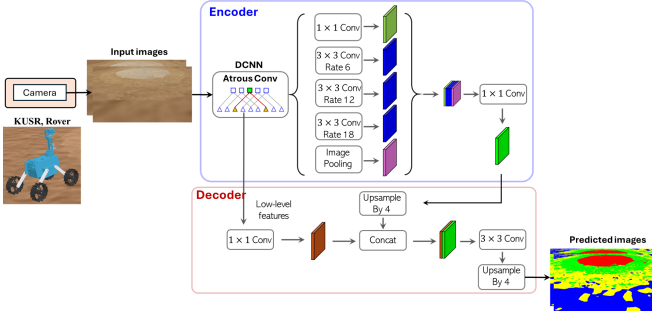 Encoder
Input images
DCNN
Atrous Conv
Camera
KUSR, Rover
1 × 1 Conv
3 × 3 Conv
Rate 6
3 × 3 Conv
Rate 12
3 × 3 Conv
Rate 18
Image
Pooling
1 × 1 Conv
Decoder
Low-level
features
Upsample
By 4
1 × 1 Conv
Concat
3 × 3 Conv
Upsample
By 4
Predicted images